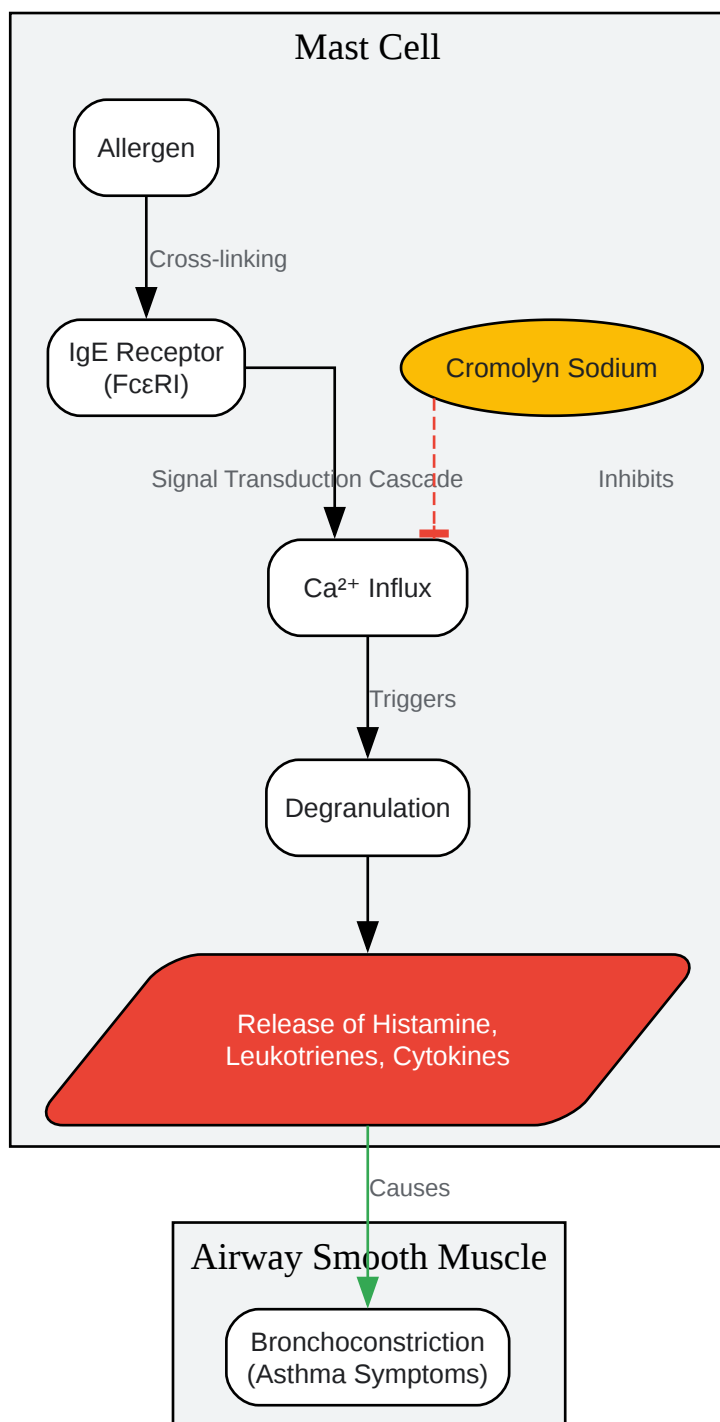 Mast Cell
Allergen
Cross-linking
IgE Receptor
(FcεRI)
Cromolyn Sodium
Signal Transduction Cascade
Inhibits
Ca²⁺ Influx
Triggers
Degranulation
Release of Histamine,
Leukotrienes, Cytokines
Causes
Airway Smooth Muscle
Bronchoconstriction
(Asthma Symptoms)